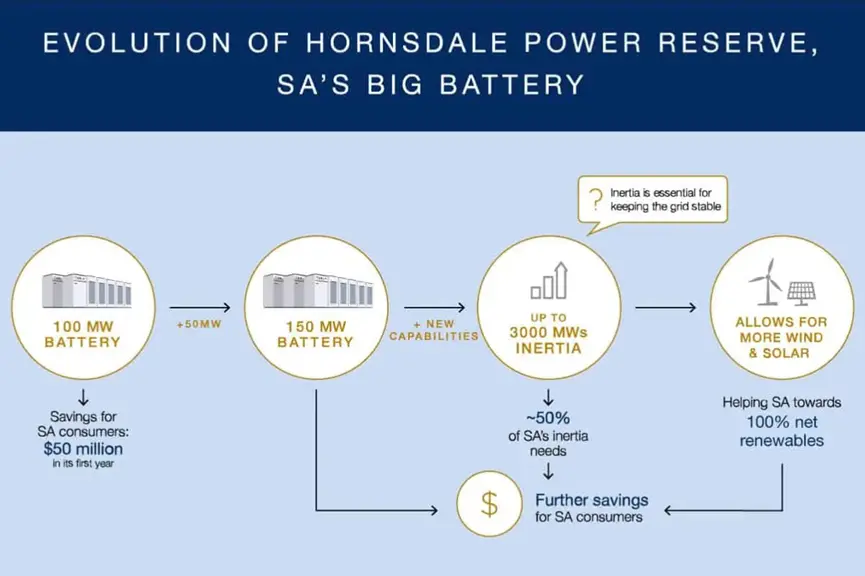 EVOLUTION OF HORNSDALE POWER RESERVE,
SA'S BIG BATTERY
?
Inertia is essential for
keeping the grid stable
100 MW
BATTERY
+50MW
150 MW
BATTERY
+ NEW
CAPABILITIES
UP TO
3000 MWs
INERTIA
ALLOWS FOR
MORE WIND
& SOLAR
Savings for
SA consumers:
$50 million
in its first year
~50%
of SA's inertia
needs
Helping SA towards
100% net
renewables
$
Further savings
for SA consumers